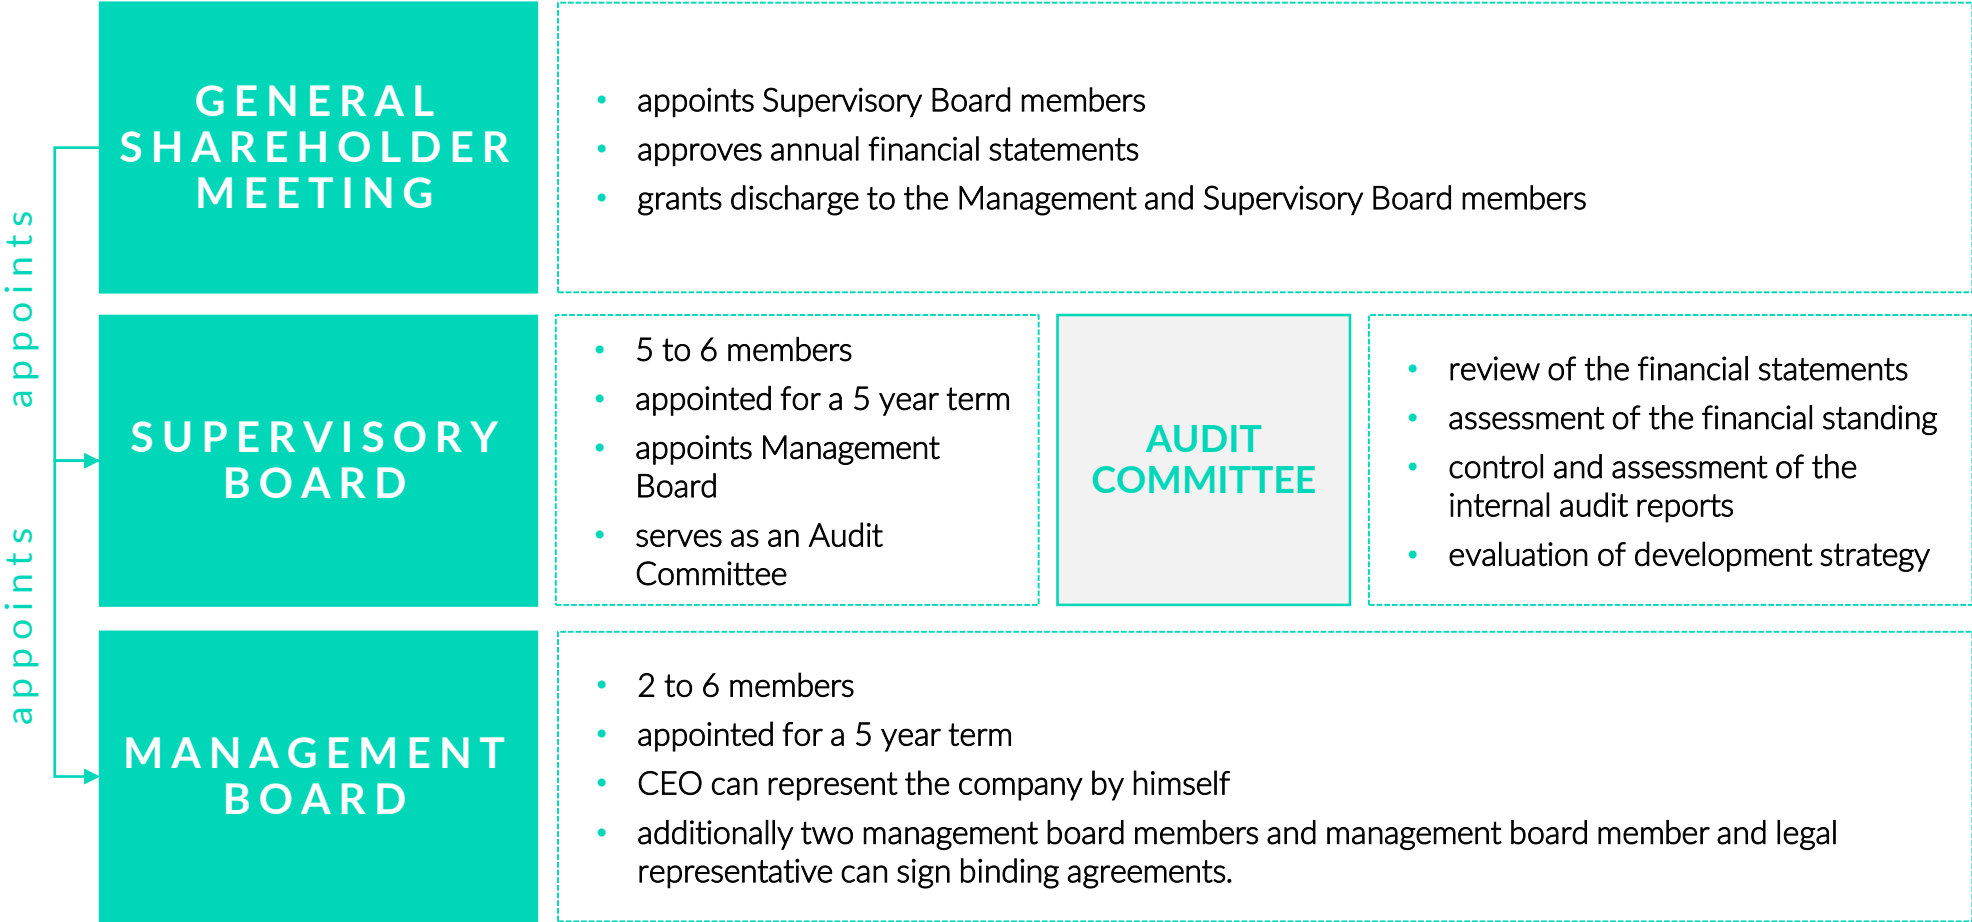 GENERAL
SHAREHOLDER
MEETING
• appoints Supervisory Board members
• approves annual financial statements
• grants discharge to the Management and Supervisory Board members
appoints
SUPERVISORY
BOARD
• 5 to 6 members
• appointed for a 5 year term
• appoints Management
Board
• serves as an Audit
Committee
AUDIT
COMMITTEE
• review of the financial statements
• assessment of the financial standing
• control and assessment of the
internal audit reports
• evaluation of development strategy
appoints
MANAGEMENT
BOARD
• 2 to 6 members
• appointed for a 5 year term
• CEO can represent the company by himself
• additionally two management board members and management board member and legal
representative can sign binding agreements.